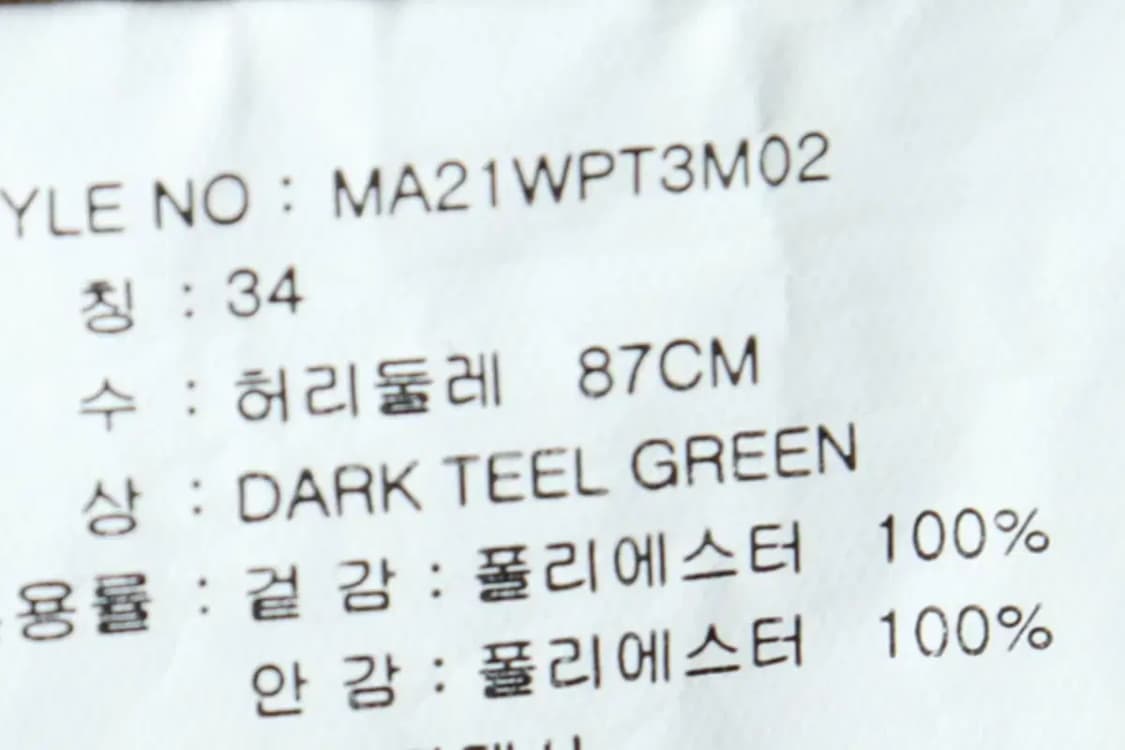 YLE NO : MA21WPT3M02
칭 : 34
수 : 허리둘레 87CM
상 : DARK TEEL GREEN
용률 : 겉 감 : 폴리에스터 100%
안 감 : 폴리에스터 100%